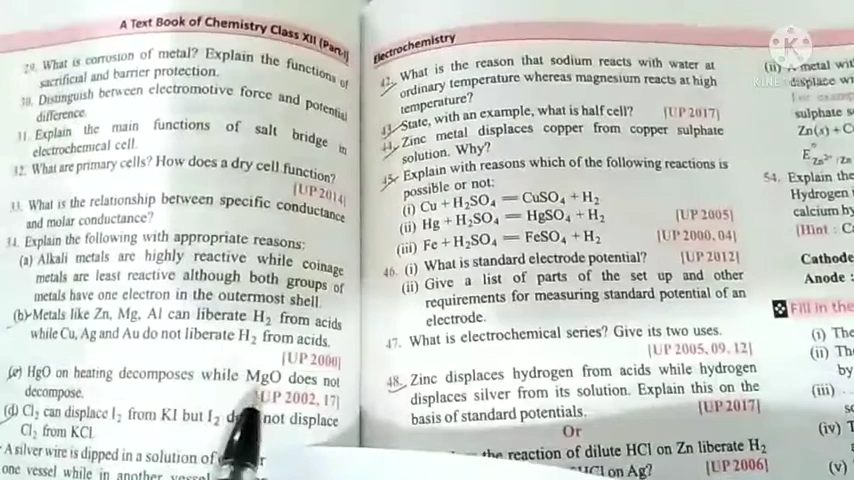 A Text Book of Chemistry Class XII (Part-I)
29. What is corrosion of metal? Explain the functions of
sacrificial and barrier protection.
30. Distinguish between electromotive force and potential
difference.
31. Explain the main functions of salt bridge in
electrochemical cell.
32. What are primary cells? How does a dry cell function?
[UP 2014]
33. What is the relationship between specific conductance
and molar conductance?
34. Explain the following with appropriate reasons:
(a) Alkali metals are highly reactive while coinage
metals are least reactive although both groups of
metals have one electron in the outermost shell.
(b) Metals like Zn, Mg, Al can liberate H₂ from acids
while Cu, Ag and Au do not liberate H₂ from acids.
[UP 2000]
(c) HgO on heating decomposes while MgO does not
decompose.
[UP 2002, 17]
(d) Cl₂ can displace I₂ from KI but I₂ not displace
Cl₂ from KCl.
A silver wire is dipped in a solution of
one vessel while in another vessel
Electrochemistry
42. What is the reason that sodium reacts with water at
ordinary temperature whereas magnesium reacts at high
temperature?
43. State, with an example, what is half cell? [UP 2017]
44. Zinc metal displaces copper from copper sulphate
solution. Why?
45. Explain with reasons which of the following reactions is
possible or not:
(i) Cu + H₂SO₄ = CuSO₄ + H₂
(ii) Hg + H₂SO₄ = HgSO₄ + H₂ [UP 2005]
(iii) Fe + H₂SO₄ = FeSO₄ + H₂ [UP 2000, 04]
46. (i) What is standard electrode potential? [UP 2012]
(ii) Give a list of parts of the set up and other
requirements for measuring standard potential of an
electrode.
47. What is electrochemical series? Give its two uses.
[UP 2005, 09, 12]
48. Zinc displaces hydrogen from acids while hydrogen
displaces silver from its solution. Explain this on the
basis of standard potentials. [UP 2017]
Or
the reaction of dilute HCl on Zn liberate H₂
HCl on Ag? [UP 2006]
(ii) A metal wit
displace
For examp
sulphate s
Zn(s) + C
E°Zn²⁺/Zn
54. Explain the
Hydrogen
calcium by
(Hint : C
Cathode
Anode :
Fill in the
(i) The
(ii) The
by
(iii)
(iv) T
(v)
K
KINE